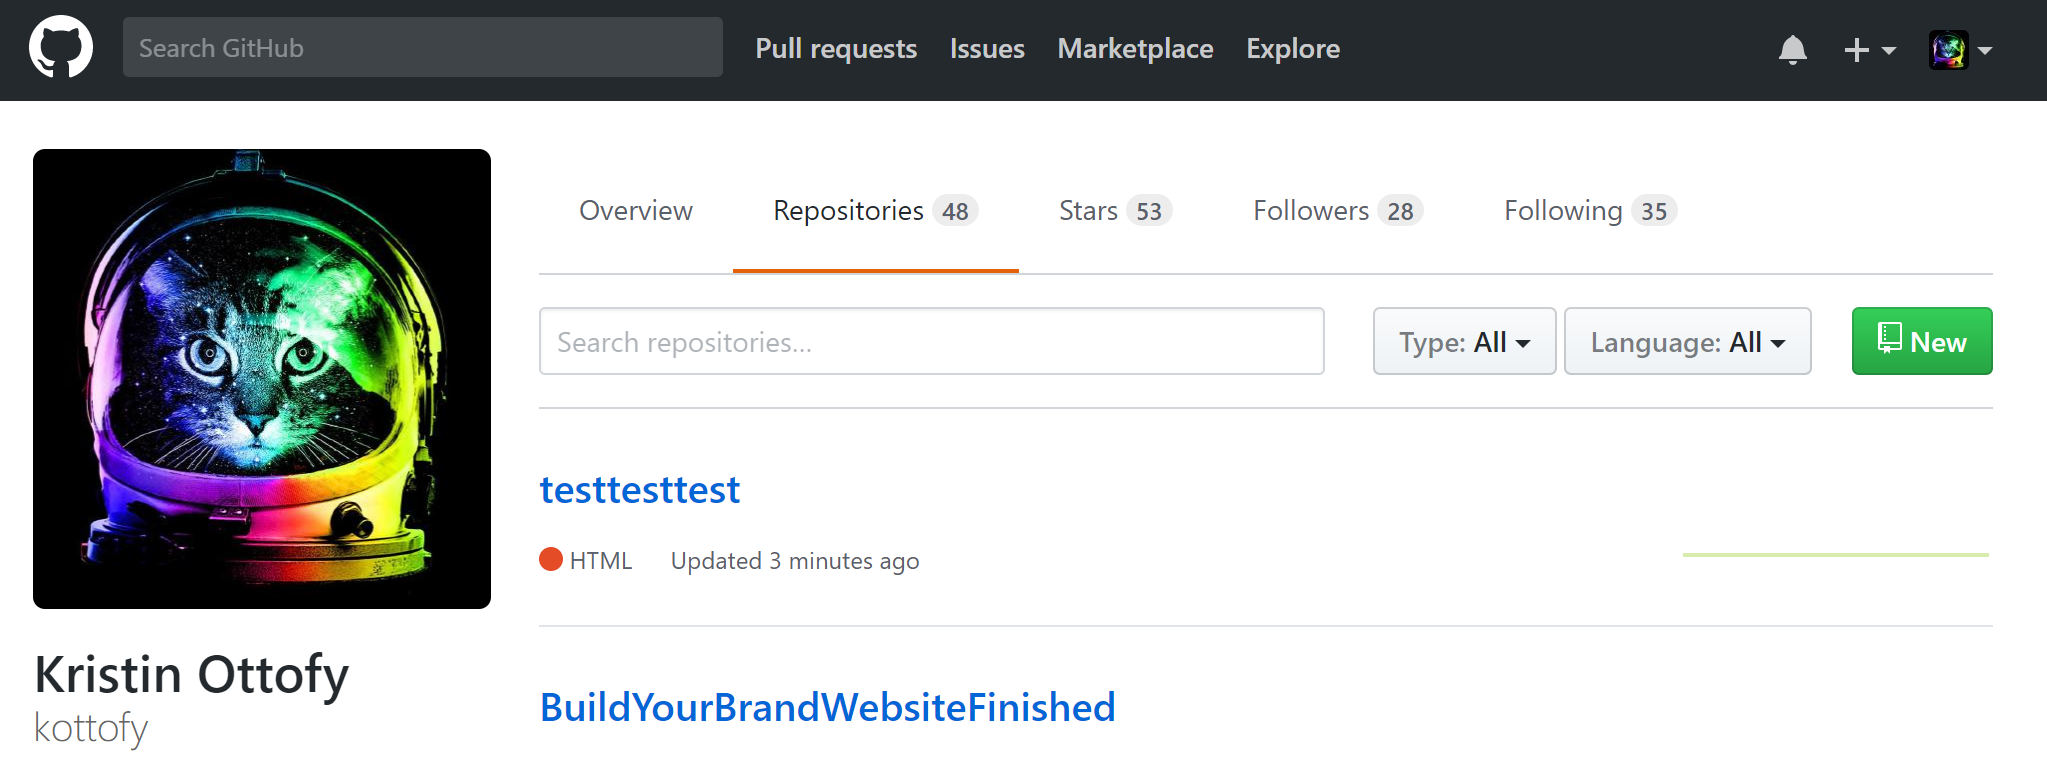 Search GitHub
Pull requests
Issues
Marketplace
Explore
Overview
Repositories 48
Stars 53
Followers 28
Following 35
Search repositories...
Type: All
Language: All
New
testtesttest
HTML
Updated 3 minutes ago
Kristin Ottofy
kottofy
BuildYourBrandWebsiteFinished